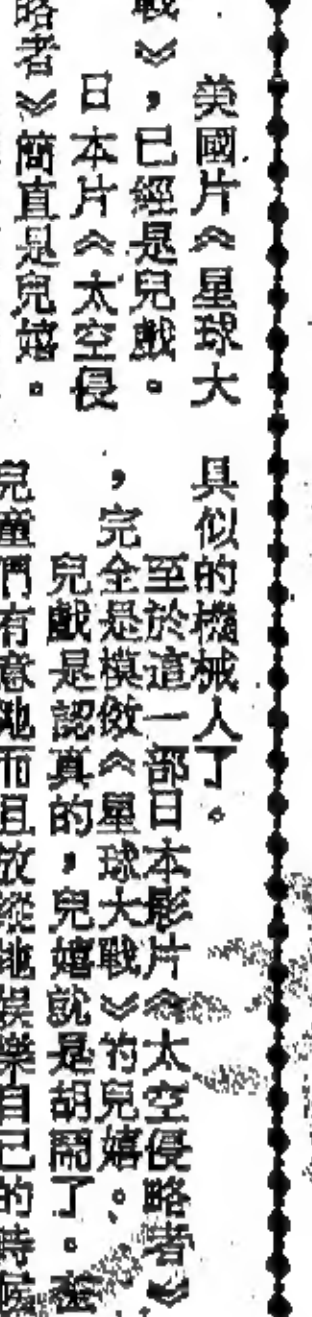 美國片《星球大
戰》，已經是兒戲。
日本片《太空侵
略者》簡直是兒嬉。
具似的機械人了。
至於這一部日本影片《太空侵略者》
，完全是模倣《星球大戰》的兒嬉。
兒戲是認真的，兒嬉就是胡鬧了。在
兒童們有意地而且放縱地娛樂自己的時候